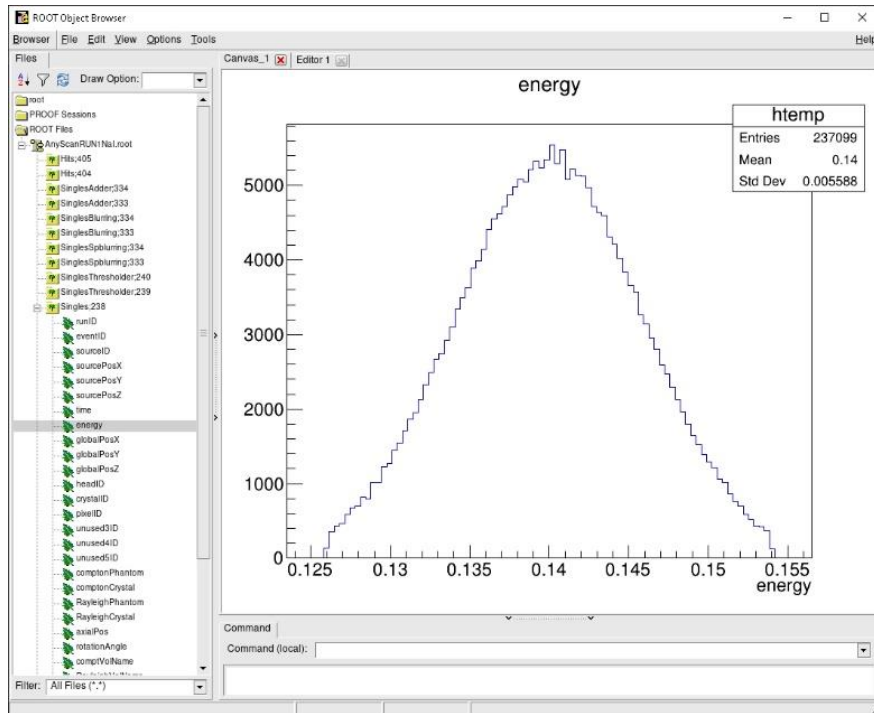 ROOT Object Browser
Browser File Edit View Options Tools
Help
Files
Draw Option:
root
PROOF Sessions
ROOT Files
AnyScanRUN1NaI.root
Hits;405
Hits;404
SinglesAdder;334
SinglesAdder;333
SinglesBlurring;334
SinglesBlurring;333
SinglesSpblurring;334
SinglesSpblurring;333
SinglesThresholder;240
SinglesThresholder;239
Singles;238
runID
eventID
sourceID
sourcePosX
sourcePosY
sourcePosZ
time
energy
globalPosX
globalPosY
globalPosZ
headID
crystalID
pixelID
unused3ID
unused4ID
unused5ID
comptonPhantom
comptonCrystal
RayleighPhantom
RayleighCrystal
axialPos
rotationAngle
comptVolName
Filter: All Files (*.*)
Canvas_1 Editor 1
energy
htemp
Entries 237099
Mean 0.14
Std Dev 0.005588
5000
4000
3000
2000
1000
0
0.125 0.13 0.135 0.14 0.145 0.15 0.155
energy
Command
Command (local):